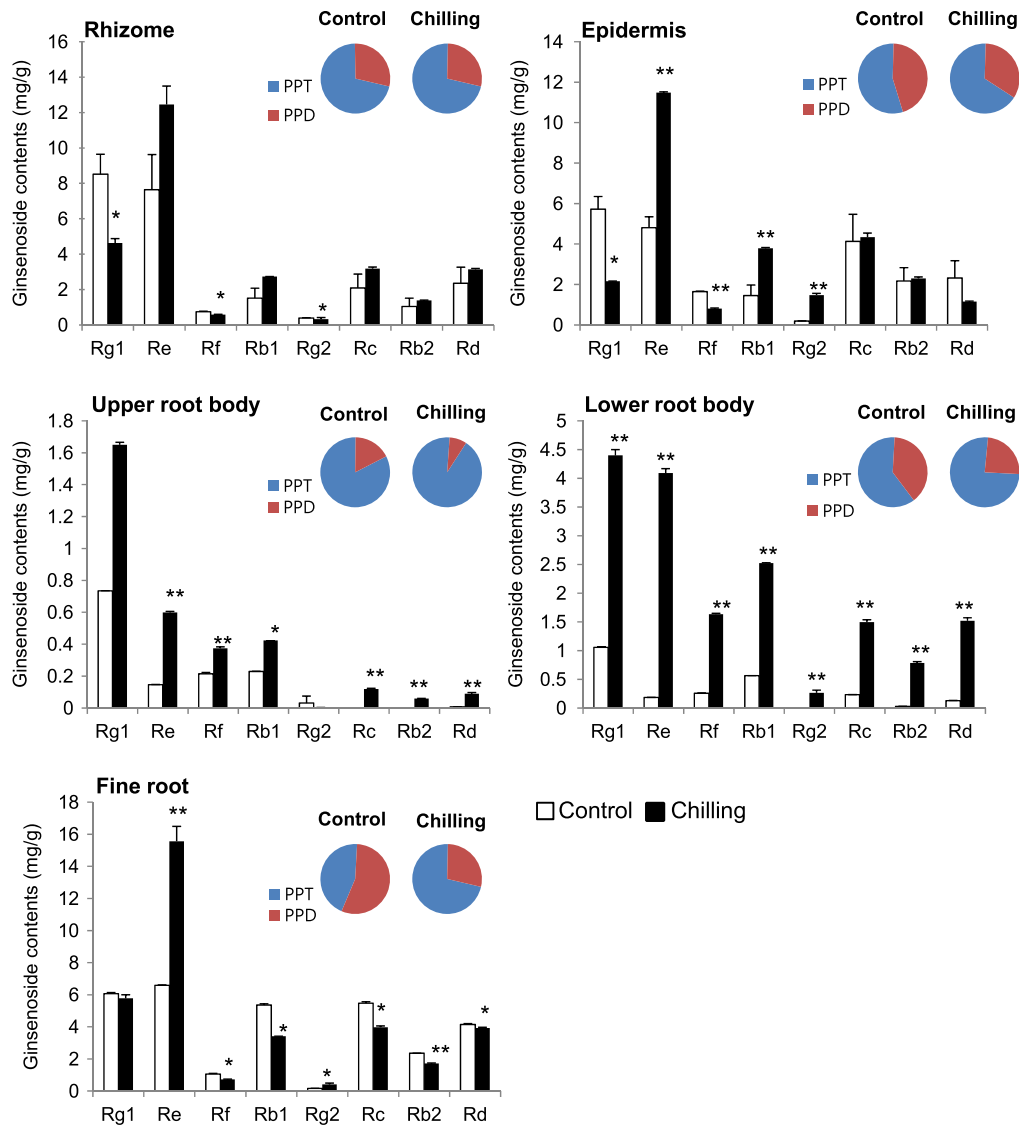 Rhizome
Control Chilling
PPT
PPD
Ginsenoside contents (mg/g)
16
14
12
10
8
6
4
2
0
*
*
*
Rg1 Re Rf Rb1 Rg2 Rc Rb2 Rd
Epidermis
Control Chilling
PPT
PPD
Ginsenoside contents (mg/g)
14
12
10
8
6
4
2
0
*
**
**
**
**
Rg1 Re Rf Rb1 Rg2 Rc Rb2 Rd
Upper root body
Control Chilling
PPT
PPD
Ginsenoside contents (mg/g)
1.8
1.6
1.4
1.2
1
0.8
0.6
0.4
0.2
0
**
**
*
**
**
**
Rg1 Re Rf Rb1 Rg2 Rc Rb2 Rd
Lower root body
Control Chilling
PPT
PPD
Ginsenoside contents (mg/g)
5
4.5
4
3.5
3
2.5
2
1.5
1
0.5
0
**
**
**
**
**
**
**
**
Rg1 Re Rf Rb1 Rg2 Rc Rb2 Rd
Fine root
Control Chilling
PPT
PPD
Ginsenoside contents (mg/g)
18
16
14
12
10
8
6
4
2
0
**
*
*
*
*
**
*
Rg1 Re Rf Rb1 Rg2 Rc Rb2 Rd
Control Chilling